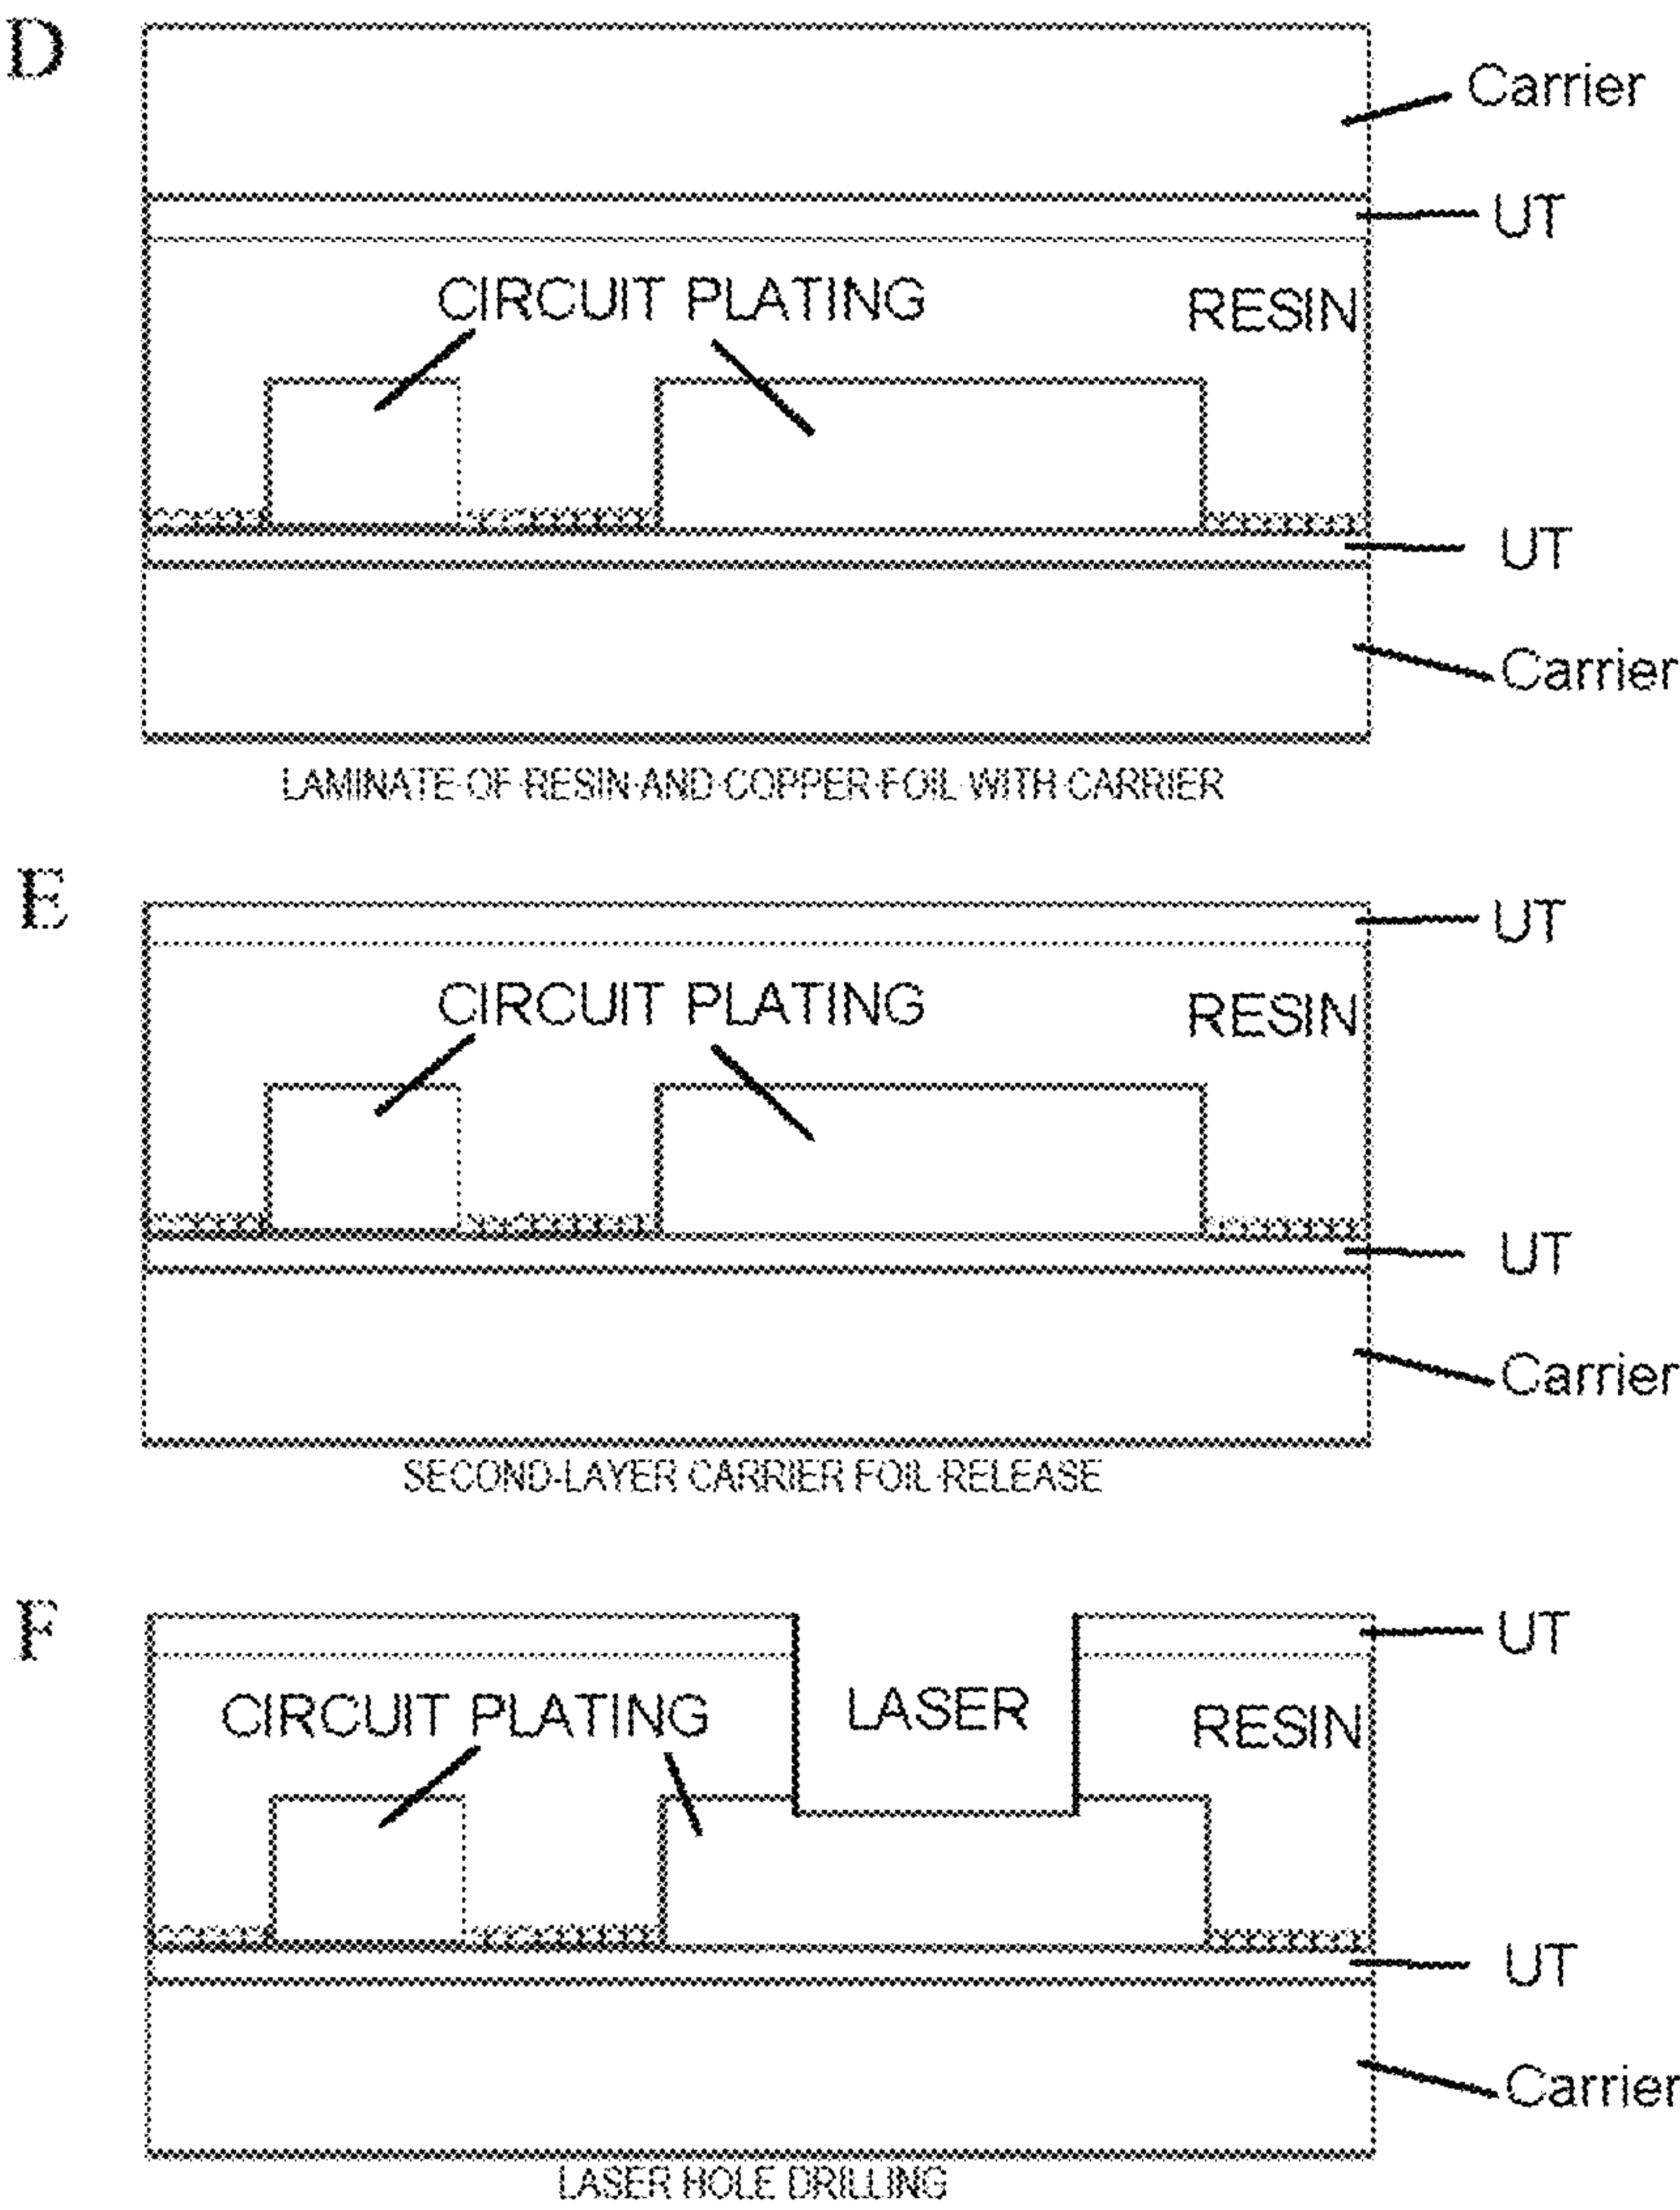 D
Carrier
UT
CIRCUIT PLATING
RESIN
UT
Carrier
LAMINATE OF RESIN AND COPPER FOIL WITH CARRIER
E
UT
CIRCUIT PLATING
RESIN
UT
Carrier
SECOND-LAYER CARRIER FOIL RELEASE
F
UT
CIRCUIT PLATING
LASER
RESIN
UT
Carrier
LASER HOLE DRILLING